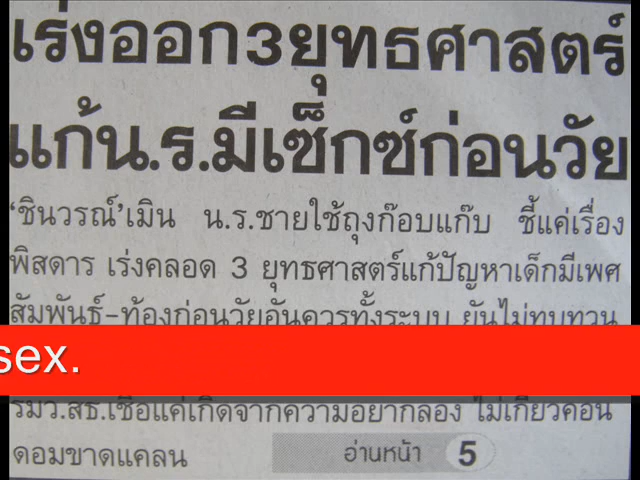 เร่งออก3ยุทธศาสตร์
แก้น.ร.มีเซ็กซ์ก่อนวัย
'ชินวรณ์'เมิน น.ร.ชายใช้ถุงก๊อบแก๊บ ชี้แค่เรื่อง
พิสดาร เร่งคลอด 3 ยุทธศาสตร์แก้ปัญหาเด็กมีเพศ
สัมพันธ์-ท้องก่อนวัยอันควรทั้งระบบ ยันไม่ทบทวน
sex.
รมว.สธ.เชื่อแค่เกิดจากความอยากลอง ไม่เกี่ยวคอน
ดอมขาดแคลน
อ่านหน้า 5